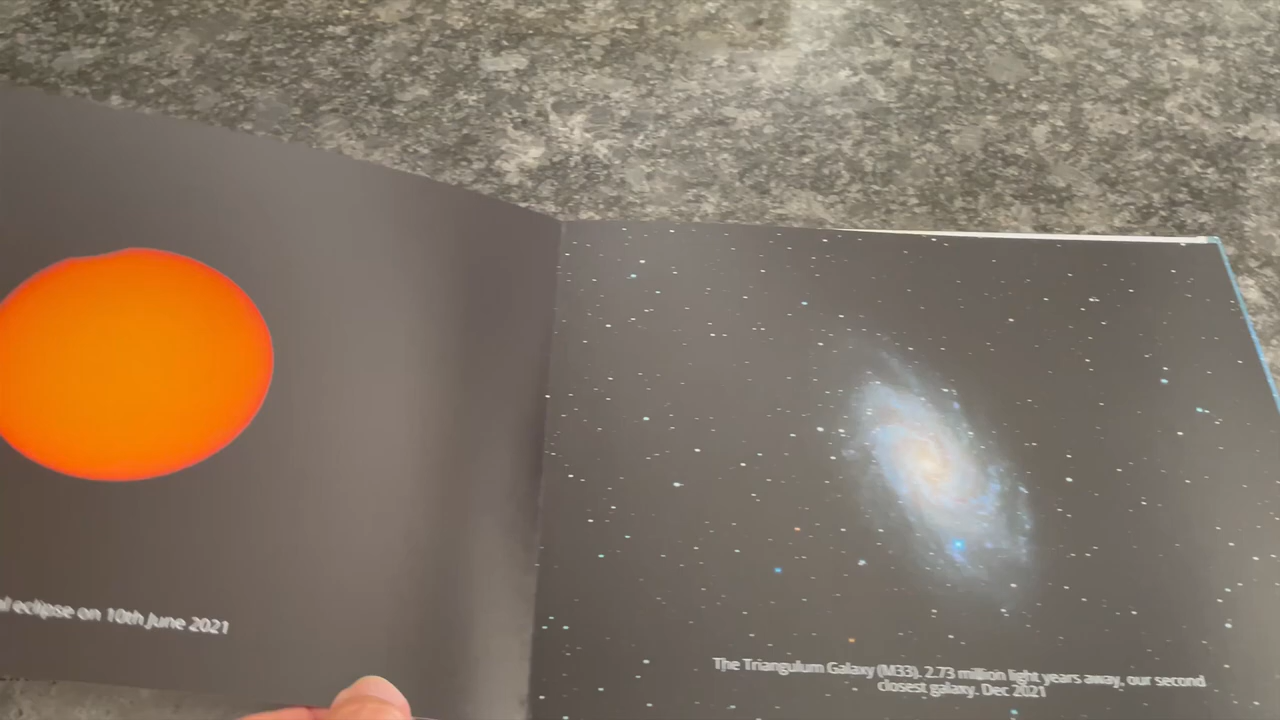 eclipse on 10th June 2021
The Triangulum Galaxy (M33). 2.73 million light years away, our second
closest galaxy. Dec 2021